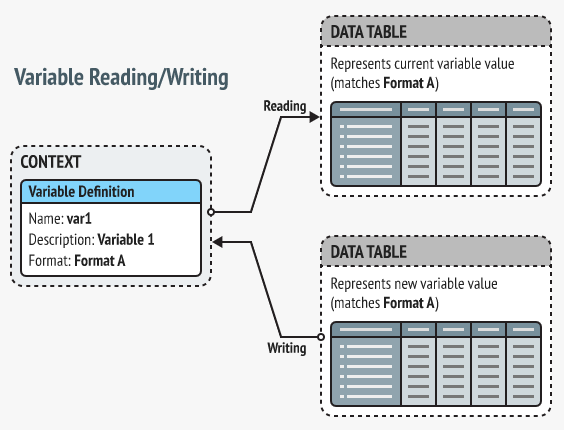 Variable Reading/Writing
DATA TABLE
Represents current variable value
(matches Format A)
Reading
CONTEXT
Variable Definition
Name: var1
Description: Variable 1
Format: Format A
DATA TABLE
Represents new variable value
(matches Format A)
Writing